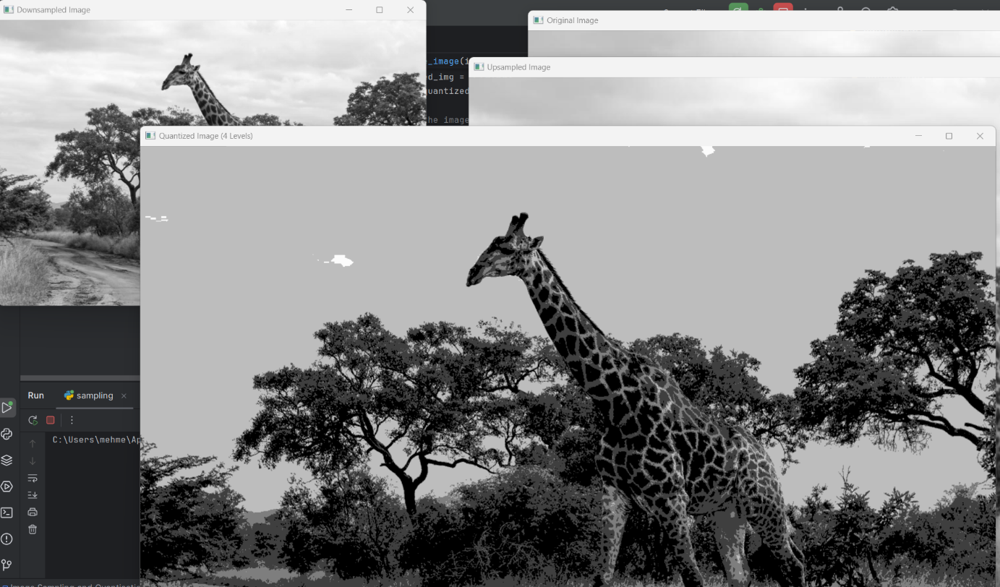 Downsampled Image
Original Image
_image(i
Upsampled Image
d_img =
uantized
he image
Quantized Image (4 Levels)
Run
sampling
C:\Users\mehme\Ap
Image Sampling and Quantisati